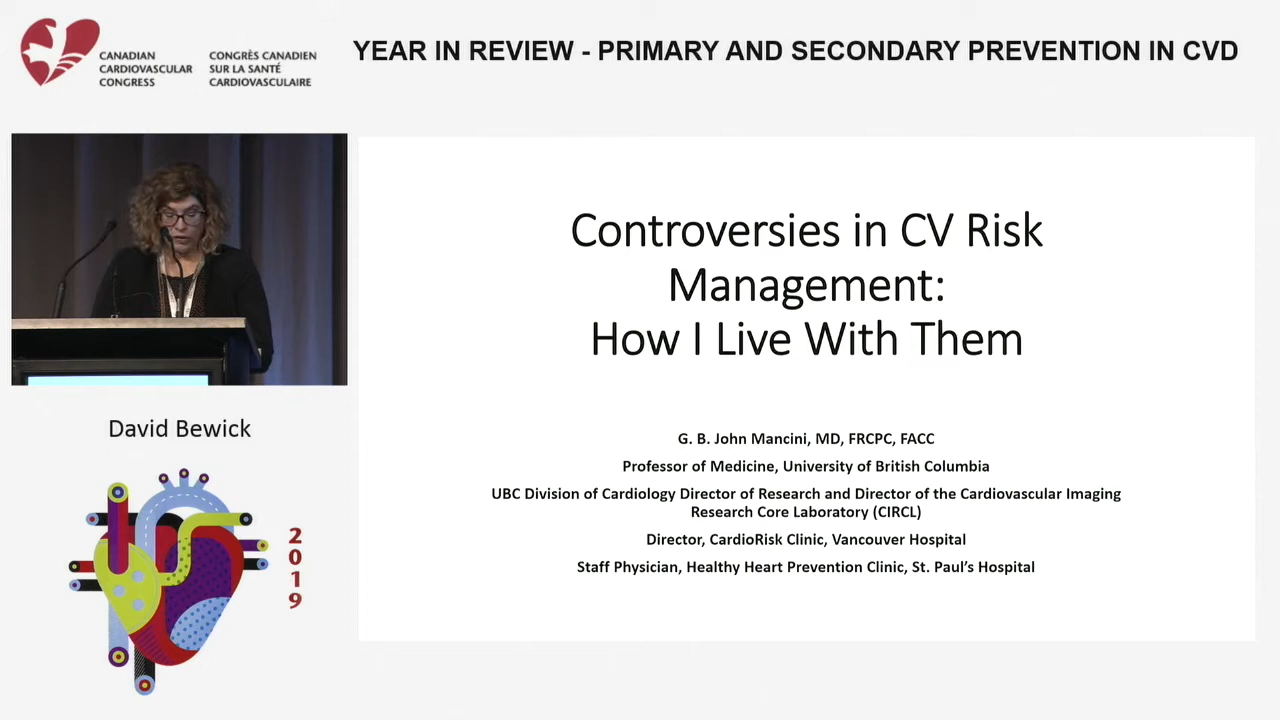 CANADIAN
CARDIOVASCULAR
CONGRESS
CONGRÈS CANADIEN
SUR LA SANTÉ
CARDIOVASCULAIRE
YEAR IN REVIEW - PRIMARY AND SECONDARY PREVENTION IN CVD
Controversies in CV Risk
Management:
How I Live With Them
G. B. John Mancini, MD, FRCPC, FACC
Professor of Medicine, University of British Columbia
UBC Division of Cardiology Director of Research and Director of the Cardiovascular Imaging
Research Core Laboratory (CIRCL)
Director, CardioRisk Clinic, Vancouver Hospital
Staff Physician, Healthy Heart Prevention Clinic, St. Paul's Hospital
David Bewick
2019